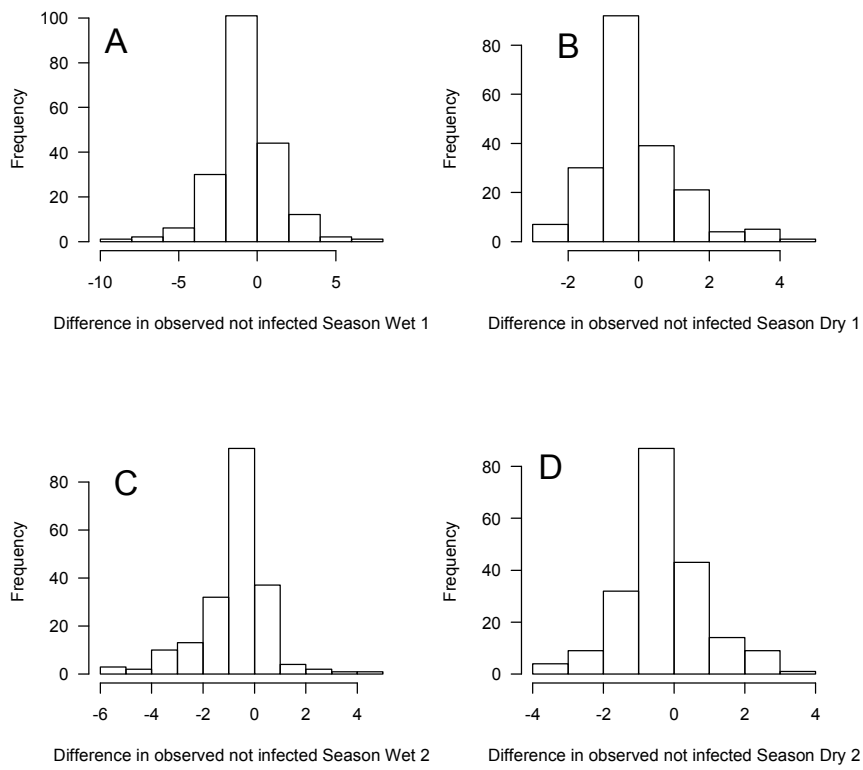 A
Frequency
100
80
60
40
20
0
-10 -5 0 5
Difference in observed not infected Season Wet 1
B
Frequency
80
60
40
20
0
-2 0 2 4
Difference in observed not infected Season Dry 1
C
Frequency
80
60
40
20
0
-6 -4 -2 0 2 4
Difference in observed not infected Season Wet 2
D
Frequency
80
60
40
20
0
-4 -2 0 2 4
Difference in observed not infected Season Dry 2